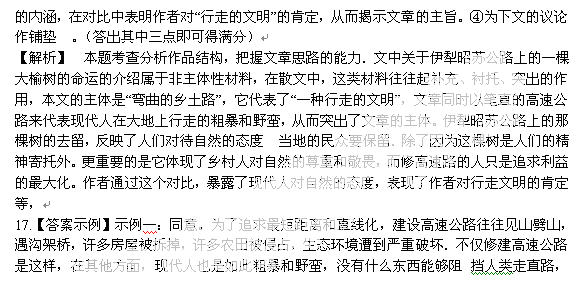 的内涵，在对比中表明作者对“行走的文明”的肯定，从而揭示文章的主旨。④为下文的议论
作铺垫　。（答出其中三点即可得满分）
【解析】　本题考查分析作品结构，把握文章思路的能力．文中关于伊犁昭苏公路上的一棵
大榆树的命运的介绍属于非主体性材料，在散文中，这类材料往往起补充、衬托、突出的作
用，本文的主体是“弯曲的乡土路”，它代表了“一种行走的文明”，文章同时以笔直的高速公
路来代表现代人在大地上行走的粗暴和野蛮，从而突出了文章的主体。伊犁昭苏公路上的那
棵树的去留，反映了人们对待自然的态度　当地的民众要保留，除了因为这棵树是人们的精
神寄托外。更重要的是它体现了乡村人对自然的尊重和敬畏，而修高速路的人只是追求利益
的最大化。作者通过这个对比，暴露了现代人对自然的态度，表现了作者对行走文明的肯定
等，
17.【答案示例】示例一：同意。为了追求最短距离和直线化，建设高速公路往往见山劈山，
遇沟架桥，许多房屋被拆掉，许多农田被侵占，生态环境遭到严重破坏．不仅修建高速公路
是这样，在其他方面，现代人也是如此粗暴和野蛮，没有什么东西能够阻 挡人类走直路，